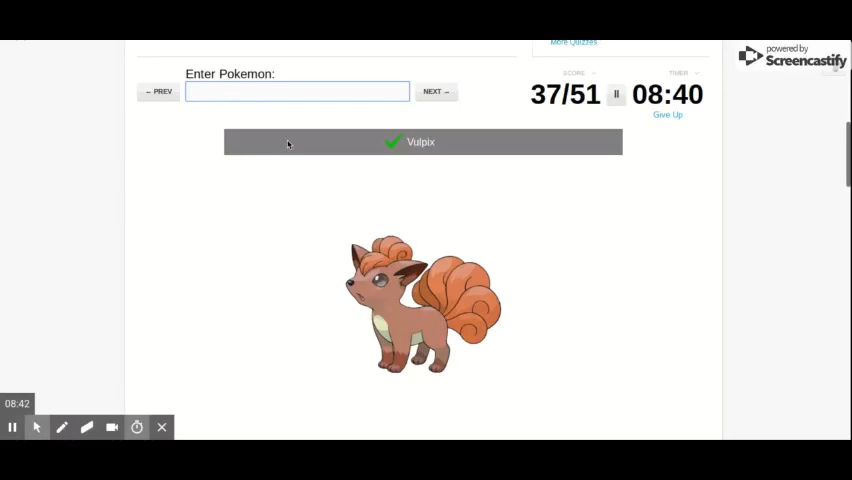 More Quizzes
powered by
Screencastify
Enter Pokemon:
← PREV
NEXT →
SCORE
TIMER
37/51
08:40
Give Up
Vulpix
08:42